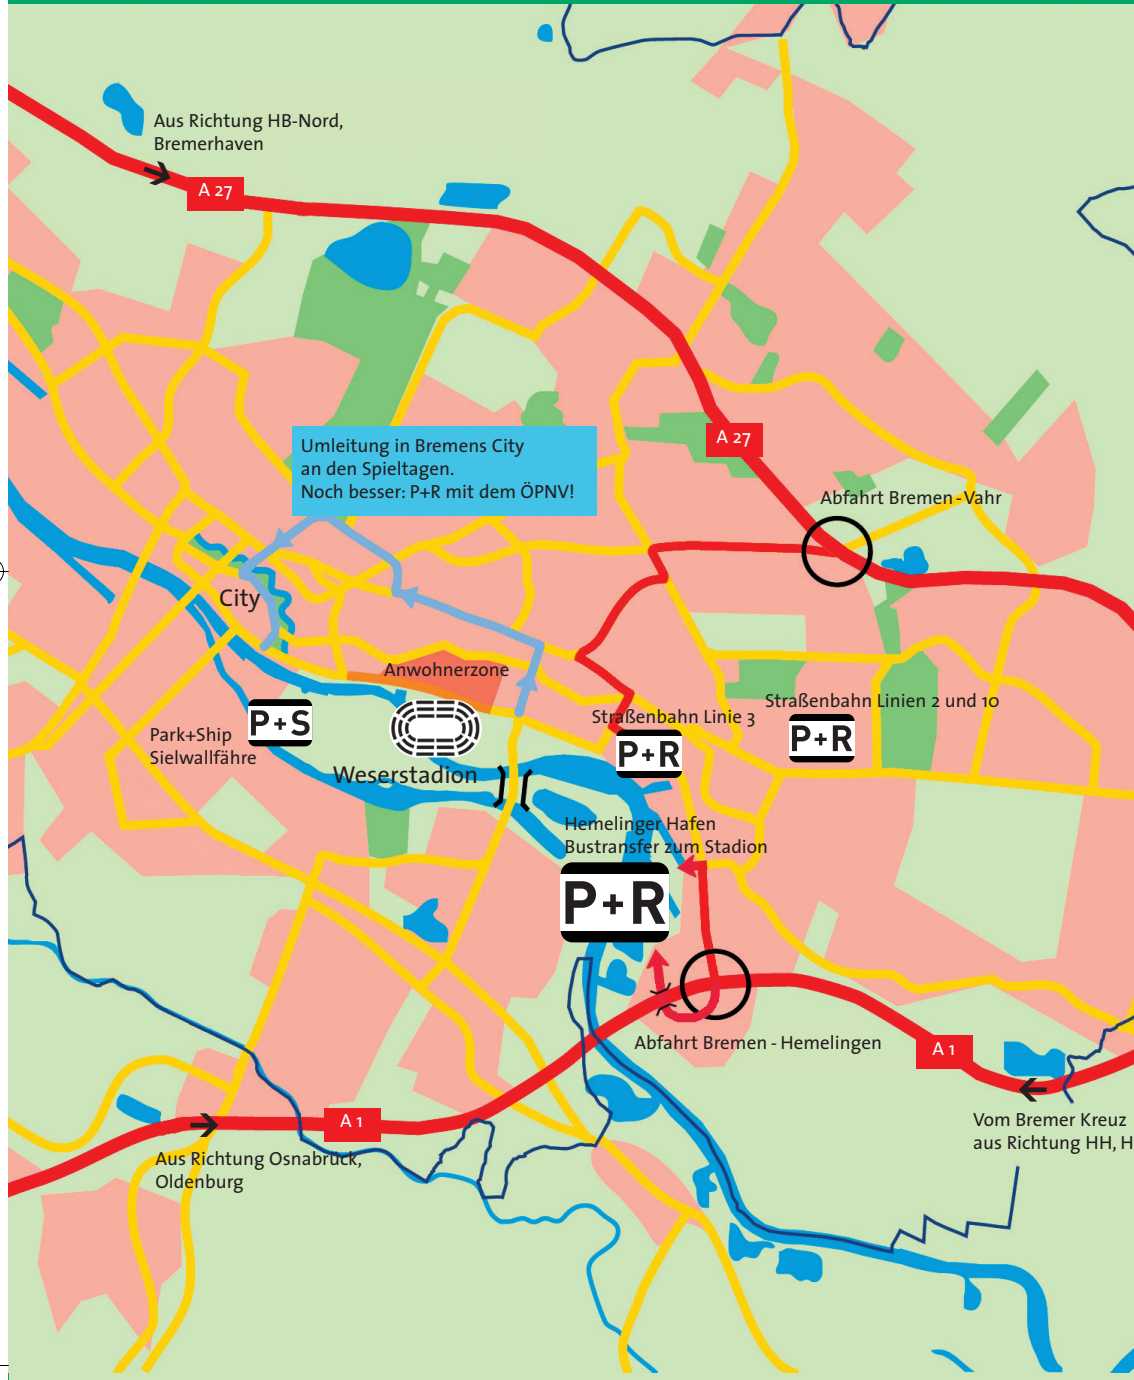 Aus Richtung HB-Nord,
Bremerhaven
A 27
Umleitung in Bremens City
an den Spieltagen.
Noch besser: P+R mit dem ÖPNV!
A 27
Abfahrt Bremen - Vahr
City
Anwohnerzone
P+S
Park+Ship
Sielwallfähre
Weserstadion
Straßenbahn Linie 3
P+R
Straßenbahn Linien 2 und 10
P+R
Hemelinger Hafen
Bustransfer zum Stadion
P+R
Abfahrt Bremen - Hemelingen
A 1
Vom Bremer Kreuz
aus Richtung HH, H
A 1
Aus Richtung Osnabrück,
Oldenburg